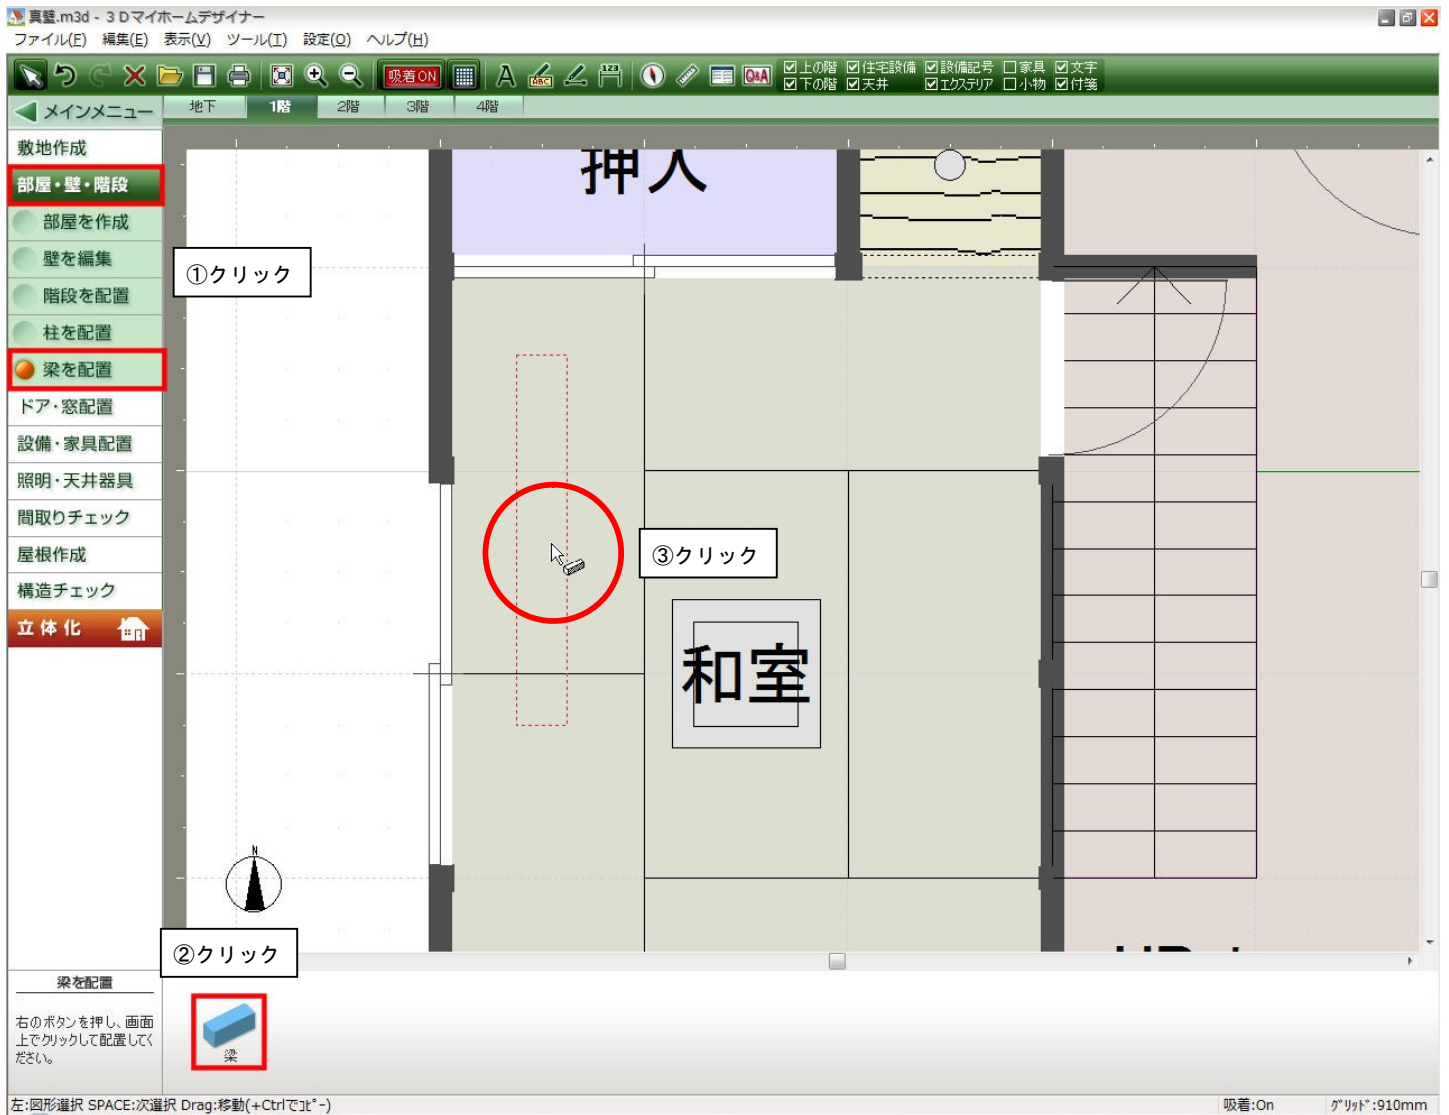 真壁.m3d - 3Dマイホームデザイナー
ファイル(F) 編集(E) 表示(V) ツール(T) 設定(O) ヘルプ(H)
吸着ON A ABC 123 Q&A
上の階 住宅設備 設備記号 家具 文字
下の階 天井 エクステリア 小物 付箋
メインメニュー 地下 1階 2階 3階 4階
敷地作成
部屋・壁・階段
部屋を作成
壁を編集
階段を配置
柱を配置
梁を配置
ドア・窓配置
設備・家具配置
照明・天井器具
間取りチェック
屋根作成
構造チェック
立体化
押入
①クリック
③クリック
和室
N
②クリック
梁を配置
右のボタンを押し、画面
上でクリックして配置してく
ださい。
梁
左:図形選択 SPACE:次選択 Drag:移動(+Ctrlでコピー)
吸着:On グリッド:910mm